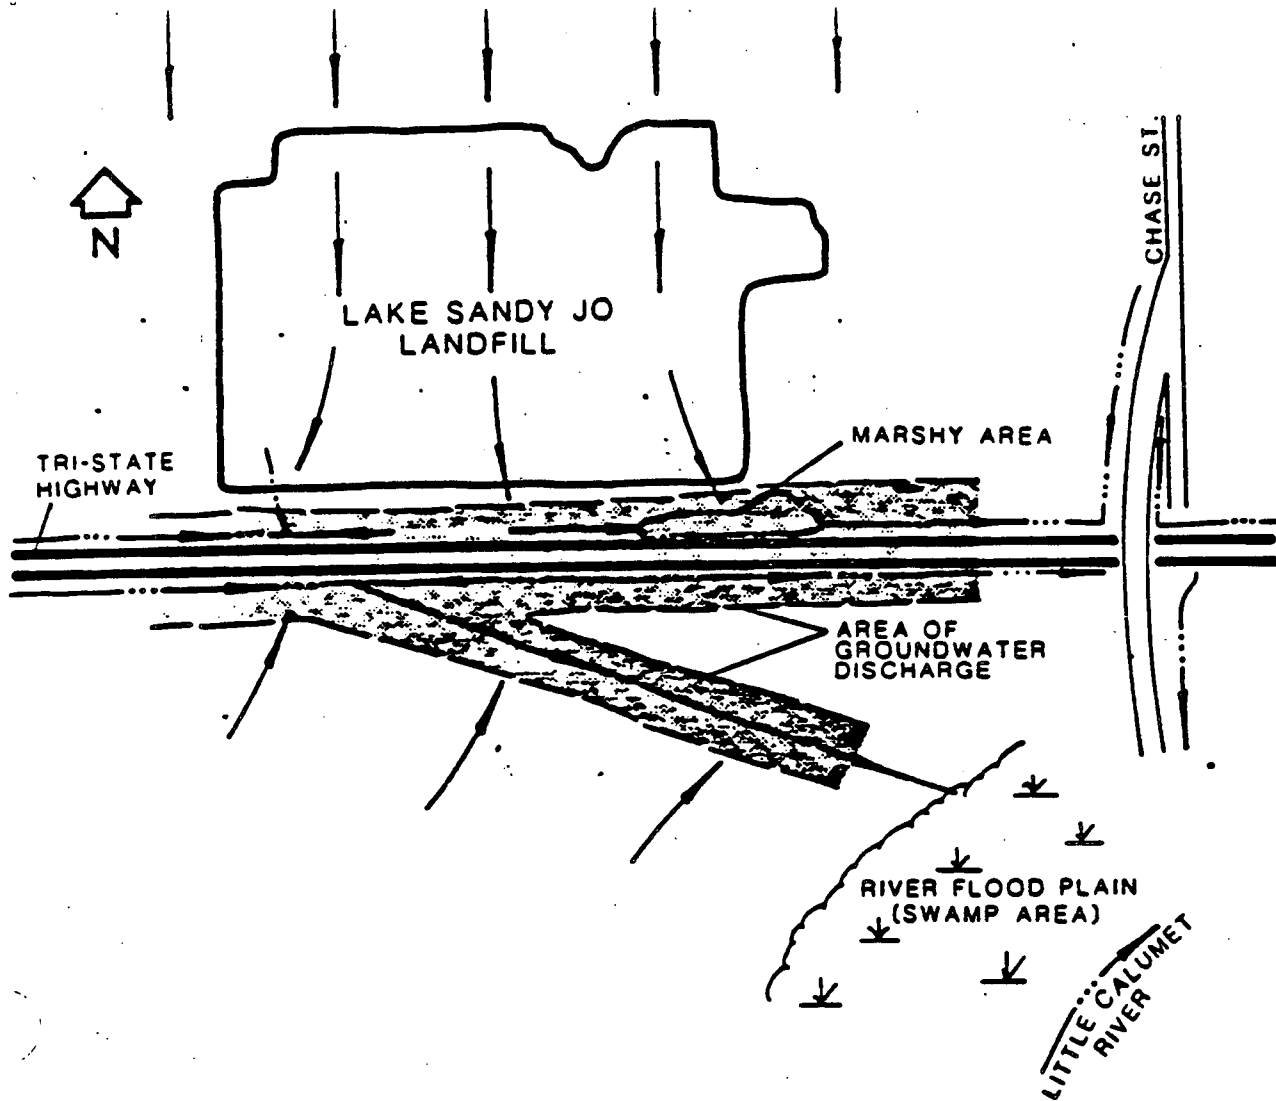 CHASE ST.
N
LAKE SANDY JO
LANDFILL
MARSHY AREA
TRI-STATE
HIGHWAY
AREA OF
GROUNDWATER
DISCHARGE
RIVER FLOOD PLAIN
(SWAMP AREA)
LITTLE CALUMET
RIVER